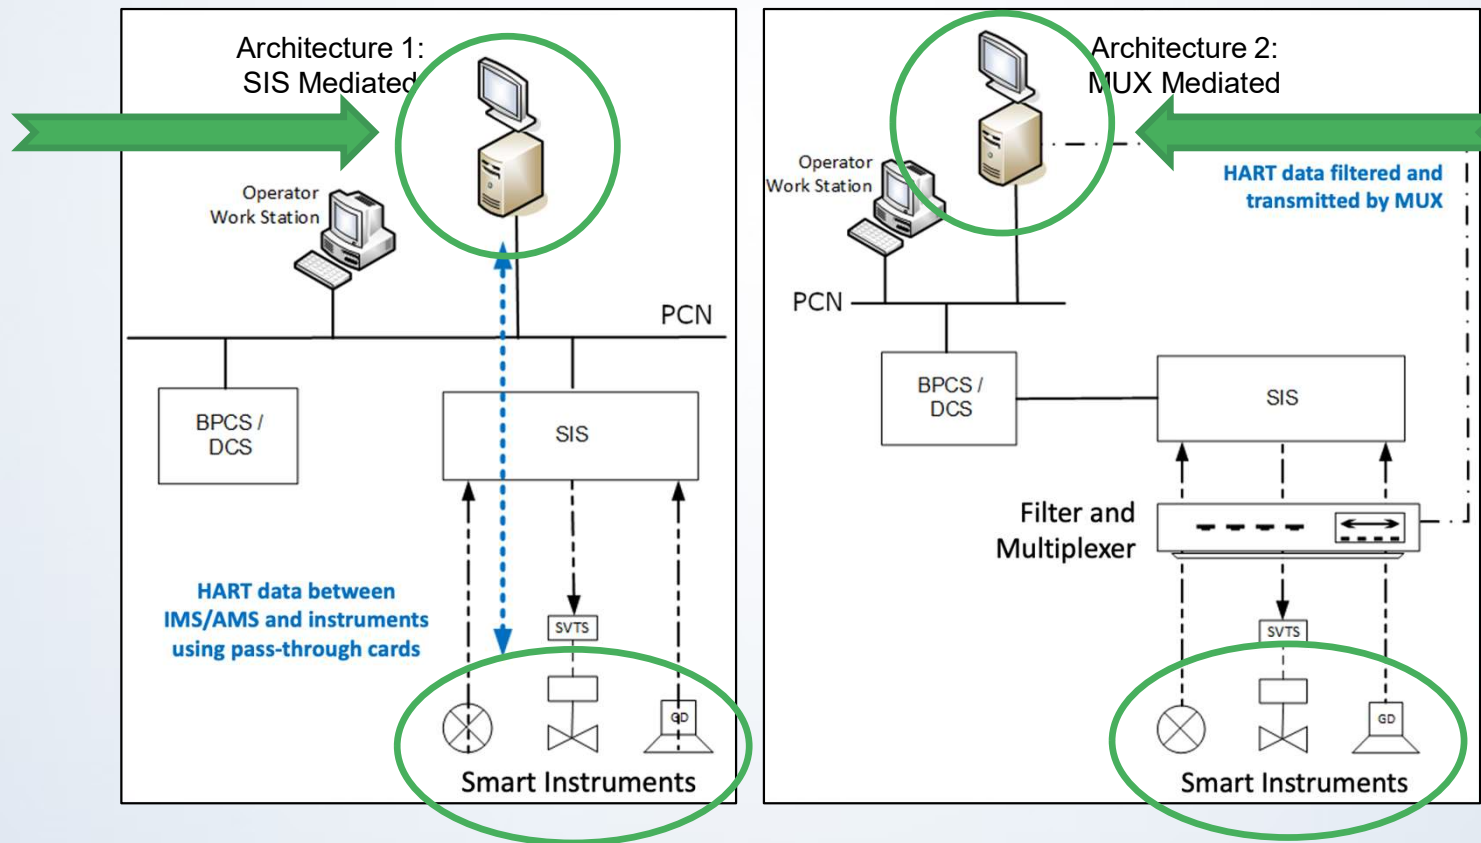 Architecture 1:
SIS Mediated
Operator
Work Station
PCN
BPCS /
DCS
SIS
HART data between
IMS/AMS and instruments
using pass-through cards
SVTS
GD
Smart Instruments
Architecture 2:
MUX Mediated
Operator
Work Station
HART data filtered and
transmitted by MUX
PCN
BPCS /
DCS
SIS
Filter and
Multiplexer
SVTS
GD
Smart Instruments